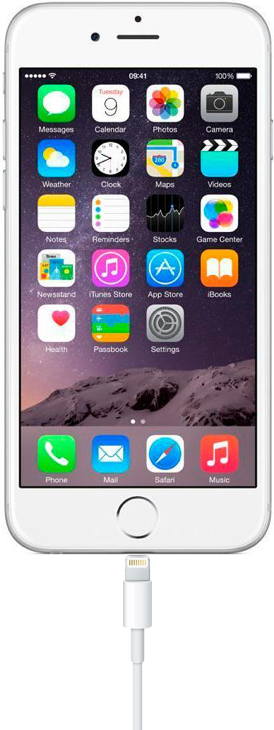 09:41 100%
Tuesday
9
280
Messages Calendar Photos Camera
Weather Clock Maps Videos
Notes Reminders Stocks Game Center
Newsstand iTunes Store App Store iBooks
Health Passbook Settings
Phone Mail Safari Music